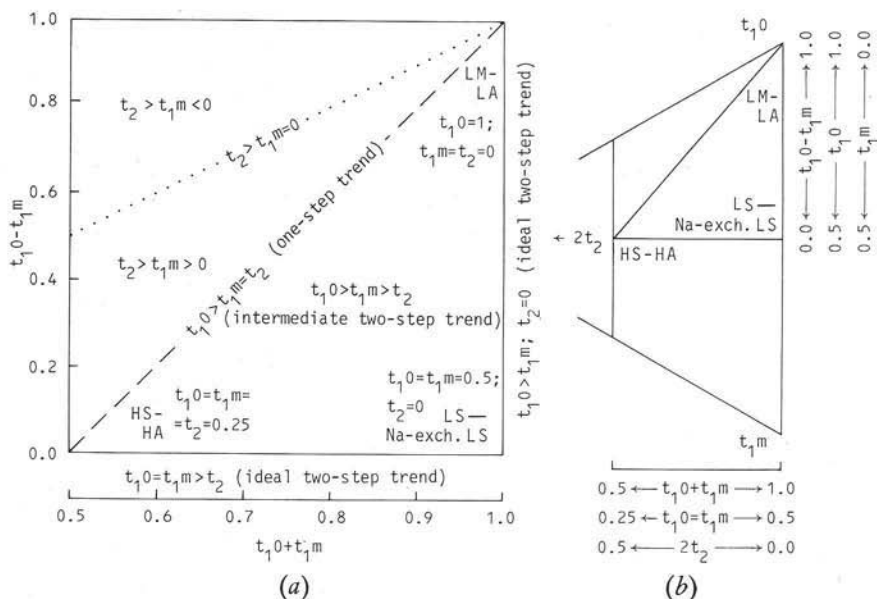 1.0
0.8
0.6
0.4
0.2
0.0
t₁0-t₁m
t₂>t₁m<0
t₂>t₁m=0
LM-
LA
t₁0=1;
t₁m=t₂=0
t₂>t₁m>0
t₁0>t₁m=t₂ (one-step trend)
t₁0>t₁m>t₂
(intermediate two-step trend)
HS-
HA
t₁0=t₁m=
=t₂=0.25
t₁0=t₁m=0.5;
t₂=0
LS—
Na-exch.LS
t₁0>t₁m; t₂=0 (ideal two-step trend)
t₁0=t₁m>t₂ (ideal two-step trend)
0.5 0.6 0.7 0.8 0.9 1.0
t₁0+t₁m
(a)
t₁0
LM-
LA
LS—
Na-exch.LS
← 2t₂
HS-HA
t₁m
0.0 ← t₁0-t₁m → 1.0
0.5 ← t₁0 → 1.0
0.5 ← t₁m → 0.0
0.5 ← t₁0+t₁m → 1.0
0.25 ← t₁0=t₁m → 0.5
0.5 ← 2t₂ → 0.0
(b)